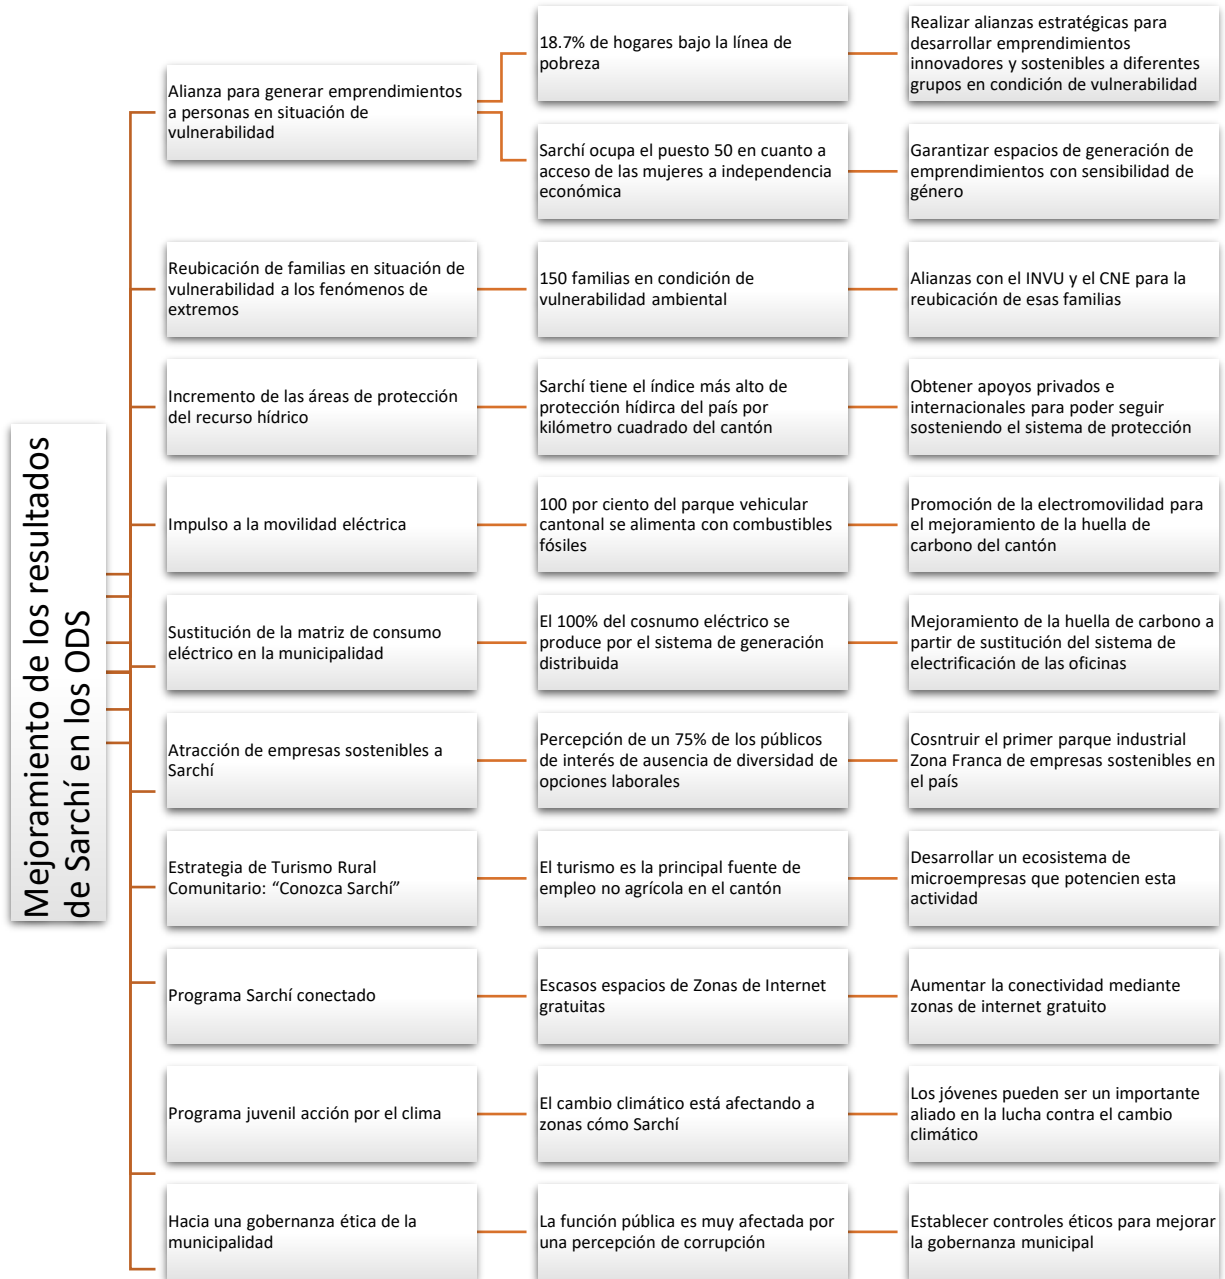 Mejoramiento de los resultados
de Sarchí en los ODS
Alianza para generar emprendimientos
a personas en situación de
vulnerabilidad
18.7% de hogares bajo la línea de
pobreza
Realizar alianzas estratégicas para
desarrollar emprendimientos
innovadores y sostenibles a diferentes
grupos en condición de vulnerabilidad
Sarchí ocupa el puesto 50 en cuanto a
acceso de las mujeres a independencia
económica
Garantizar espacios de generación de
emprendimientos con sensibilidad de
género
Reubicación de familias en situación de
vulnerabilidad a los fenómenos de
extremos
150 familias en condición de
vulnerabilidad ambiental
Alianzas con el INVU y el CNE para la
reubicación de esas familias
Incremento de las áreas de protección
del recurso hídrico
Sarchí tiene el índice más alto de
protección hídirca del país por
kilómetro cuadrado del cantón
Obtener apoyos privados e
internacionales para poder seguir
sosteniendo el sistema de protección
Impulso a la movilidad eléctrica
100 por ciento del parque vehicular
cantonal se alimenta con combustibles
fósiles
Promoción de la electromovilidad para
el mejoramiento de la huella de
carbono del cantón
Sustitución de la matriz de consumo
eléctrico en la municipalidad
El 100% del cosnumo eléctrico se
produce por el sistema de generación
distribuida
Mejoramiento de la huella de carbono a
partir de sustitución del sistema de
electrificación de las oficinas
Atracción de empresas sostenibles a
Sarchí
Percepción de un 75% de los públicos
de interés de ausencia de diversidad de
opciones laborales
Cosntruir el primer parque industrial
Zona Franca de empresas sostenibles en
el país
Estrategia de Turismo Rural
Comunitario: “Conozca Sarchí”
El turismo es la principal fuente de
empleo no agrícola en el cantón
Desarrollar un ecosistema de
microempresas que potencien esta
actividad
Programa Sarchí conectado
Escasos espacios de Zonas de Internet
gratuitas
Aumentar la conectividad mediante
zonas de internet gratuito
Programa juvenil acción por el clima
El cambio climático está afectando a
zonas cómo Sarchí
Los jóvenes pueden ser un importante
aliado en la lucha contra el cambio
climático
Hacia una gobernanza ética de la
municipalidad
La función pública es muy afectada por
una percepción de corrupción
Establecer controles éticos para mejorar
la gobernanza municipal